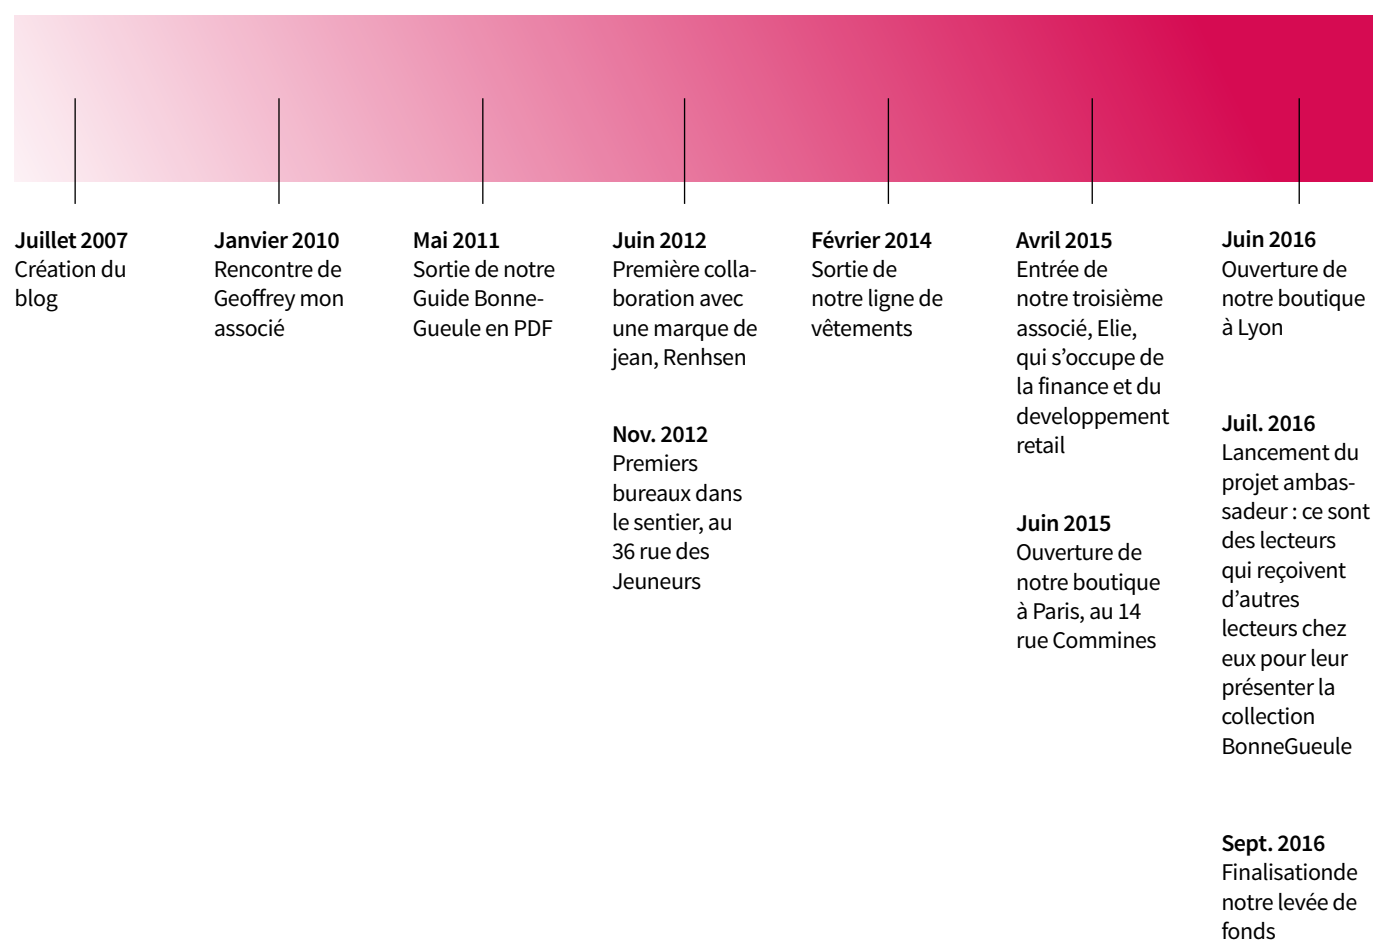 Juillet 2007
Création du
blog
Janvier 2010
Rencontre de
Geoffrey mon
associé
Mai 2011
Sortie de notre
Guide Bonne-
Gueule en PDF
Juin 2012
Première colla-
boration avec
une marque de
jean, Renhsen
Nov. 2012
Premiers
bureaux dans
le sentier, au
36 rue des
Jeuneurs
Février 2014
Sortie de
notre ligne de
vêtements
Avril 2015
Entrée de
notre troisième
associé, Elie,
qui s’occupe de
la finance et du
developpement
retail
Juin 2015
Ouverture de
notre boutique
à Paris, au 14
rue Commines
Juin 2016
Ouverture de
notre boutique
à Lyon
Juil. 2016
Lancement du
projet ambas-
sadeur : ce sont
des lecteurs
qui reçoivent
d’autres
lecteurs chez
eux pour leur
présenter la
collection
BonneGueule
Sept. 2016
Finalisationde
notre levée de
fonds